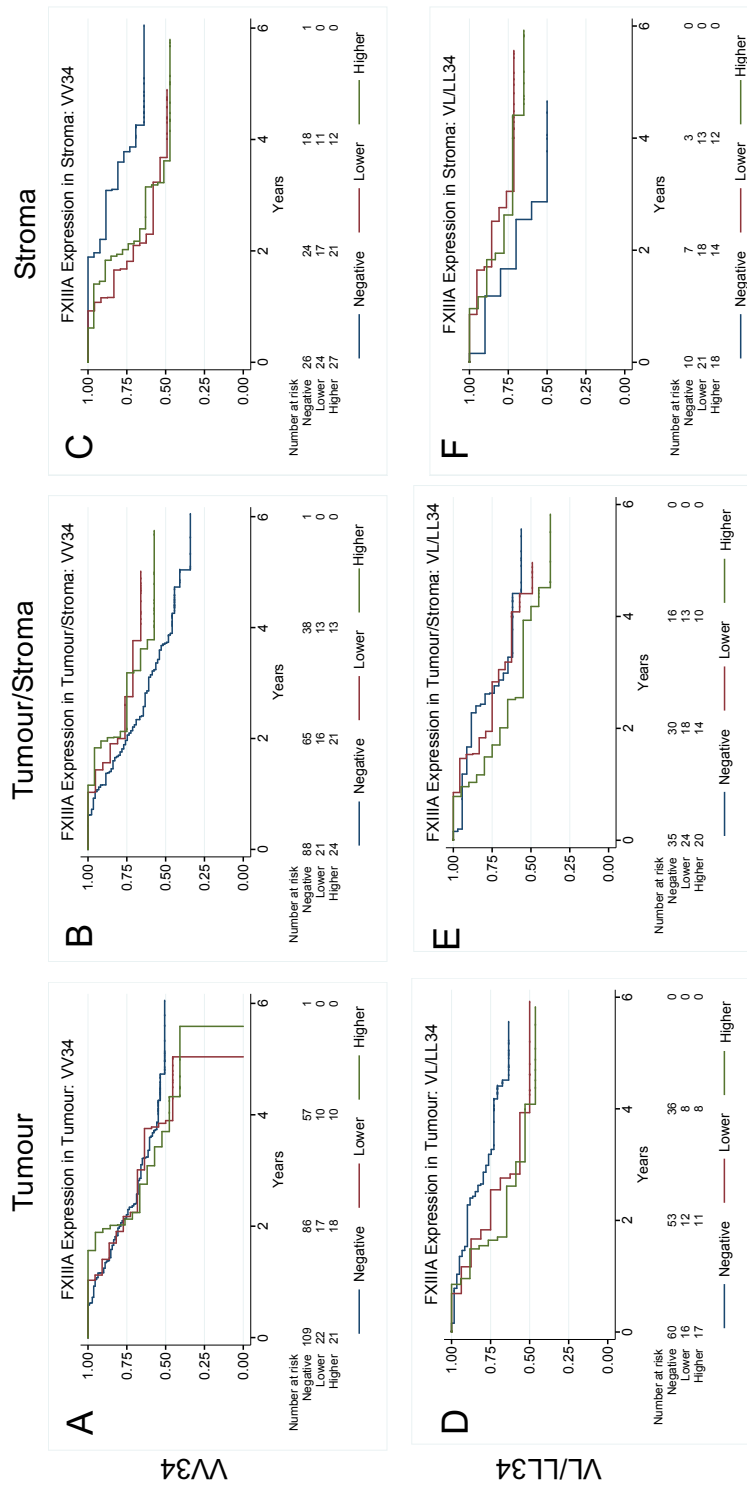 Tumour
Tumour/Stroma
Stroma
VV34
A
FXIIIA Expression in Tumour: VV34
1.00
0.75
0.50
0.25
0.00
0 2 4 6
Years
Number at risk
Negative 109 86 57 1
Lower 22 17 10 0
Higher 21 18 10 0
Negative Lower Higher
B
FXIIIA Expression in Tumour/Stroma: VV34
1.00
0.75
0.50
0.25
0.00
0 2 4 6
Years
Number at risk
Negative 88 65 38 1
Lower 21 16 13 0
Higher 24 21 13 0
Negative Lower Higher
C
FXIIIA Expression in Stroma: VV34
1.00
0.75
0.50
0.25
0.00
0 2 4 6
Years
Number at risk
Negative 26 24 18 1
Lower 24 17 11 0
Higher 27 21 12 0
Negative Lower Higher
VL/LL34
D
FXIIIA Expression in Tumour: VL/LL34
1.00
0.75
0.50
0.25
0.00
0 2 4 6
Years
Number at risk
Negative 60 53 36 0
Lower 16 12 8 0
Higher 17 11 8 0
Negative Lower Higher
E
FXIIIA Expression in Tumour/Stroma: VL/LL34
1.00
0.75
0.50
0.25
0.00
0 2 4 6
Years
Number at risk
Negative 35 30 16 0
Lower 24 18 13 0
Higher 20 14 10 0
Negative Lower Higher
F
FXIIIA Expression in Stroma: VL/LL34
1.00
0.75
0.50
0.25
0.00
0 2 4 6
Years
Number at risk
Negative 10 7 3 0
Lower 21 18 13 0
Higher 18 14 12 0
Negative Lower Higher